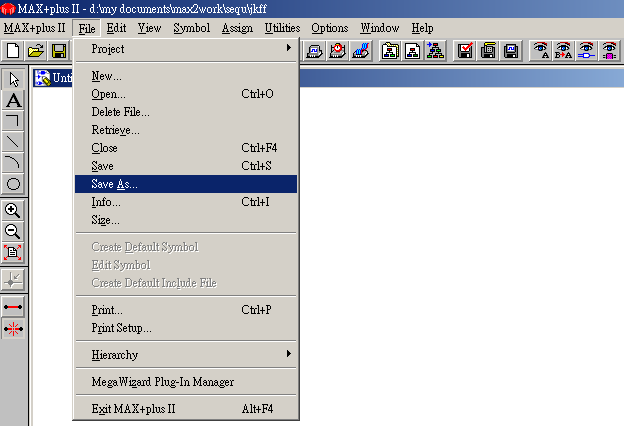 MAX+plus II - d:\my documents\max2work\sequ\jkff
MAX+plus II File Edit View Symbol Assign Utilities Options Window Help
Unti
Project
New...
Open... Ctrl+O
Delete File...
Retrieve...
Close Ctrl+F4
Save Ctrl+S
Save As...
Info... Ctrl+I
Size...
Create Default Symbol
Edit Symbol
Create Default Include File
Print... Ctrl+P
Print Setup...
Hierarchy
MegaWizard Plug-In Manager
Exit MAX+plus II Alt+F4
A
A
B+A